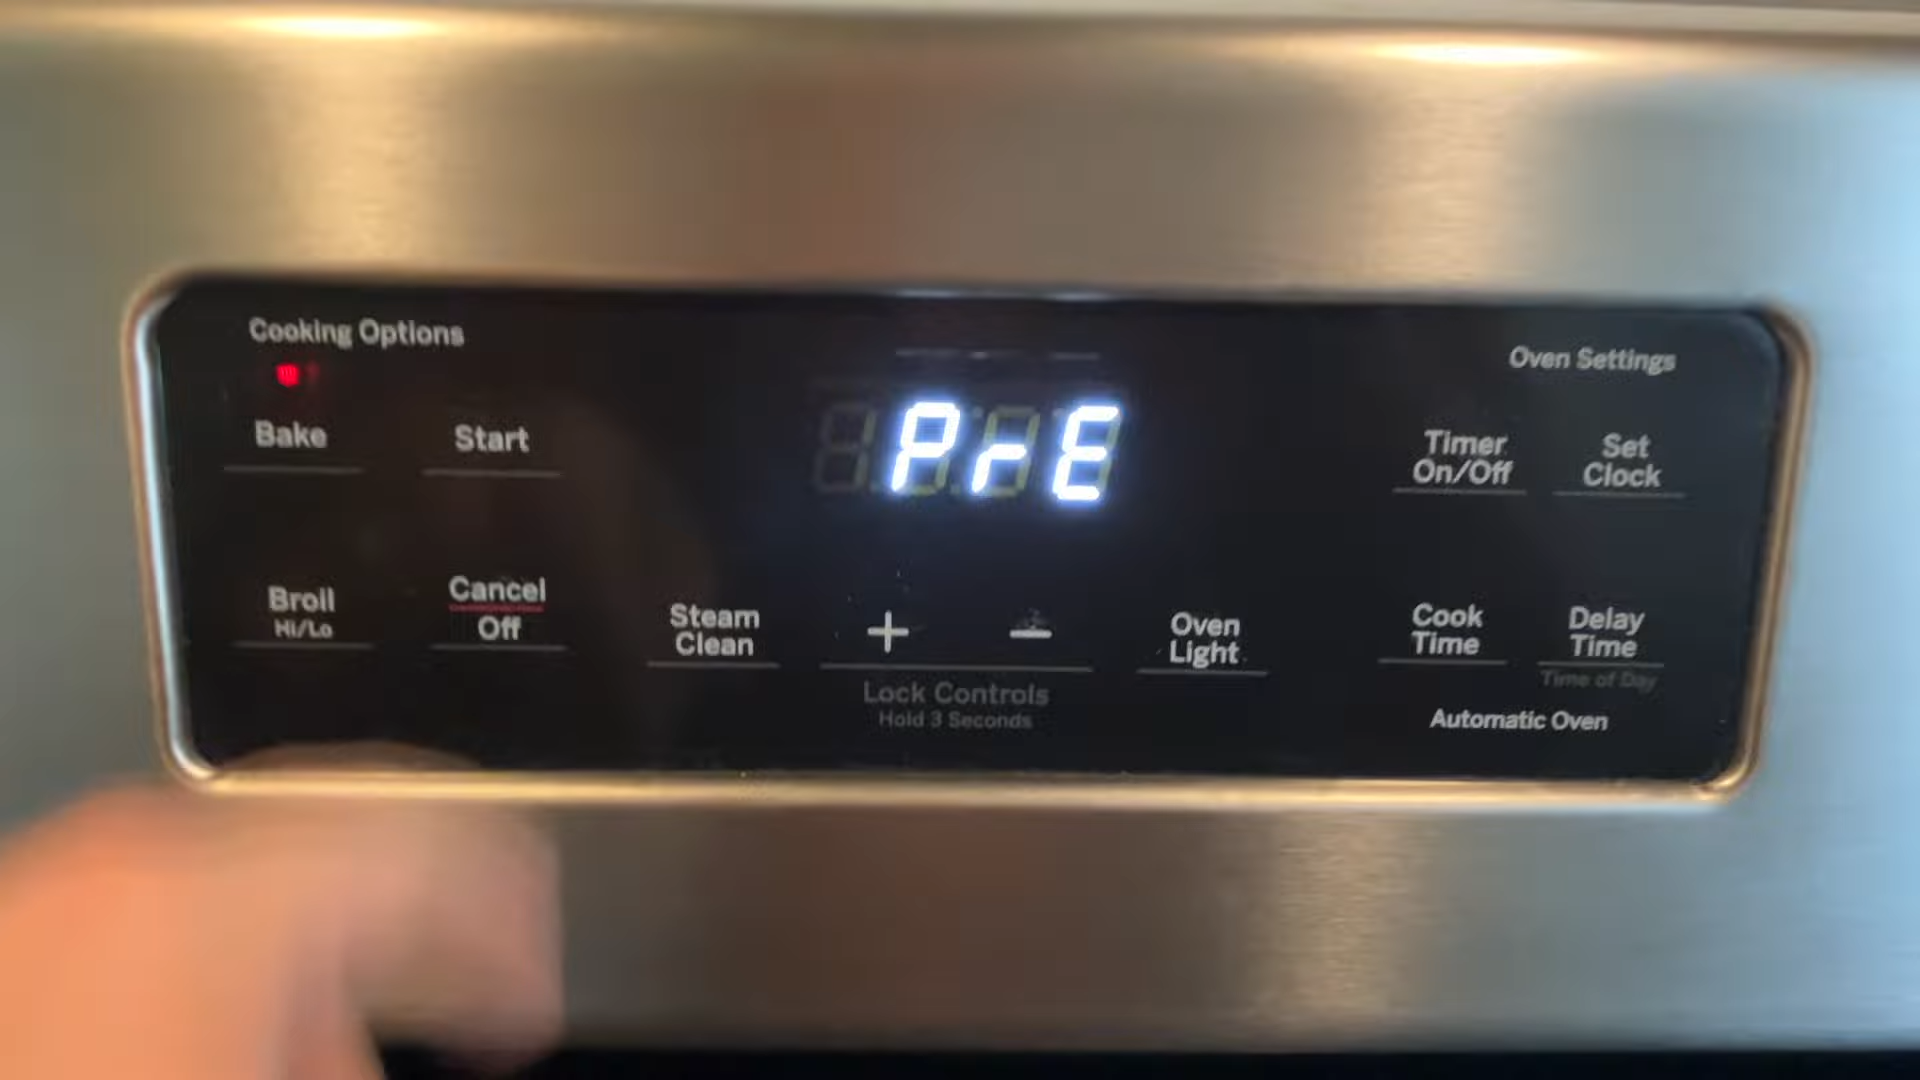 Cooking Options
Bake
Start
Broil
Hi/Lo
Cancel
Off
Steam
Clean
PrE
+
−
Lock Controls
Hold 3 Seconds
Oven
Light
Oven Settings
Timer
On/Off
Set
Clock
Cook
Time
Delay
Time
Time of Day
Automatic Oven